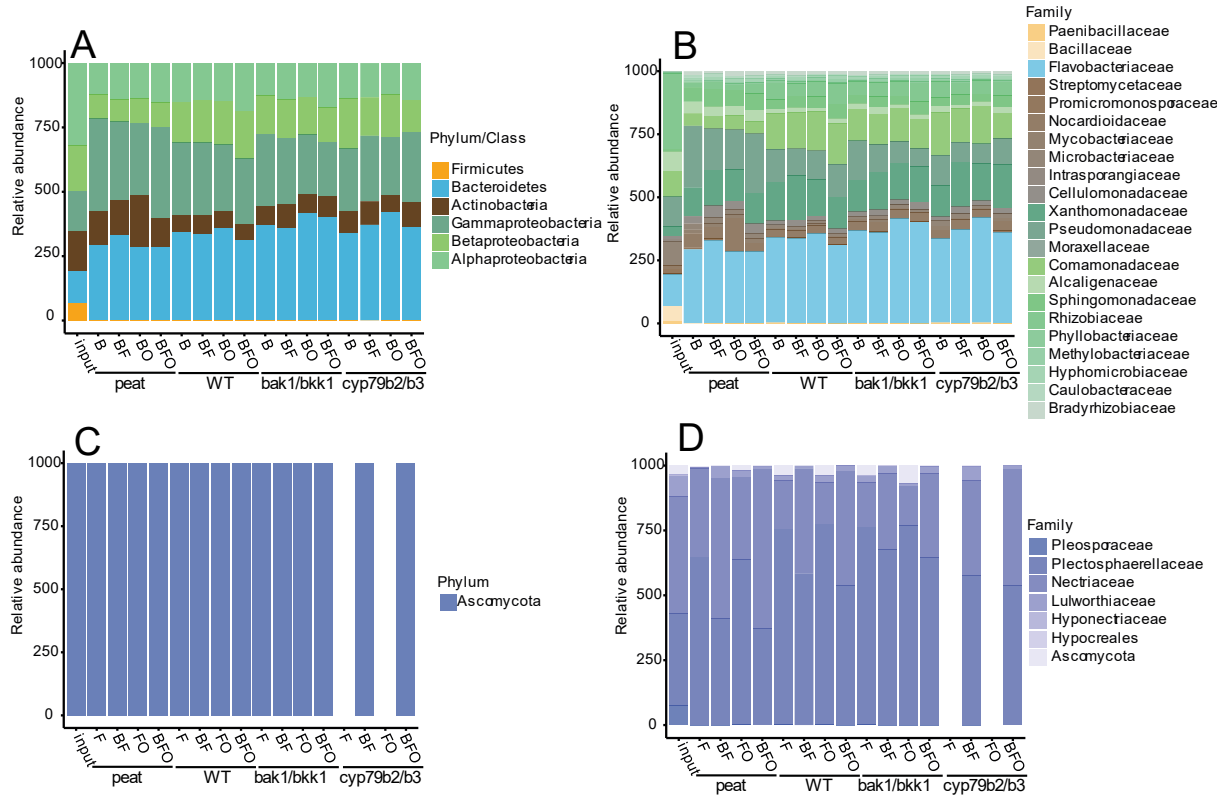 A
Relative abundance
1000
750
500
250
0
input
B
BF
BO
BFO
B
BF
BO
BFO
B
BF
BO
BFO
B
BF
BO
BFO
peat
WT
bak1/bkk1
cyp79b2/b3
Phylum/Class
Firmicutes
Bacteroidetes
Actinobacteria
Gammaproteobacteria
Betaproteobacteria
Alphaproteobacteria
B
Relative abundance
1000
750
500
250
0
input
B
BF
BO
BFO
B
BF
BO
BFO
B
BF
BO
BFO
B
BF
BO
BFO
peat
WT
bak1/bkk1
cyp79b2/b3
Family
Paenibacillaceae
Bacillaceae
Flavobacteriaceae
Streptomycetaceae
Promicromonosporaceae
Nocardioidaceae
Mycobacteriaceae
Microbacteriaceae
Intrasporangiaceae
Cellulomonadaceae
Xanthomonadaceae
Pseudomonadaceae
Moraxellaceae
Comamonadaceae
Alcaligenaceae
Sphingomonadaceae
Rhizobiaceae
Phyllobacteriaceae
Methylobacteriaceae
Hyphomicrobiaceae
Caulobacteraceae
Bradyrhizobiaceae
C
Relative abundance
1000
750
500
250
0
input
F
BF
FO
BFO
F
BF
FO
BFO
F
BF
FO
BFO
F
BF
FO
BFO
peat
WT
bak1/bkk1
cyp79b2/b3
Phylum
Ascomycota
D
Relative abundance
1000
750
500
250
0
input
F
BF
FO
BFO
F
BF
FO
BFO
F
BF
FO
BFO
F
BF
FO
BFO
peat
WT
bak1/bkk1
cyp79b2/b3
Family
Pleosporaceae
Plectosphaerellaceae
Nectriaceae
Lulworthiaceae
Hyponectriaceae
Hypocreales
Ascomycota